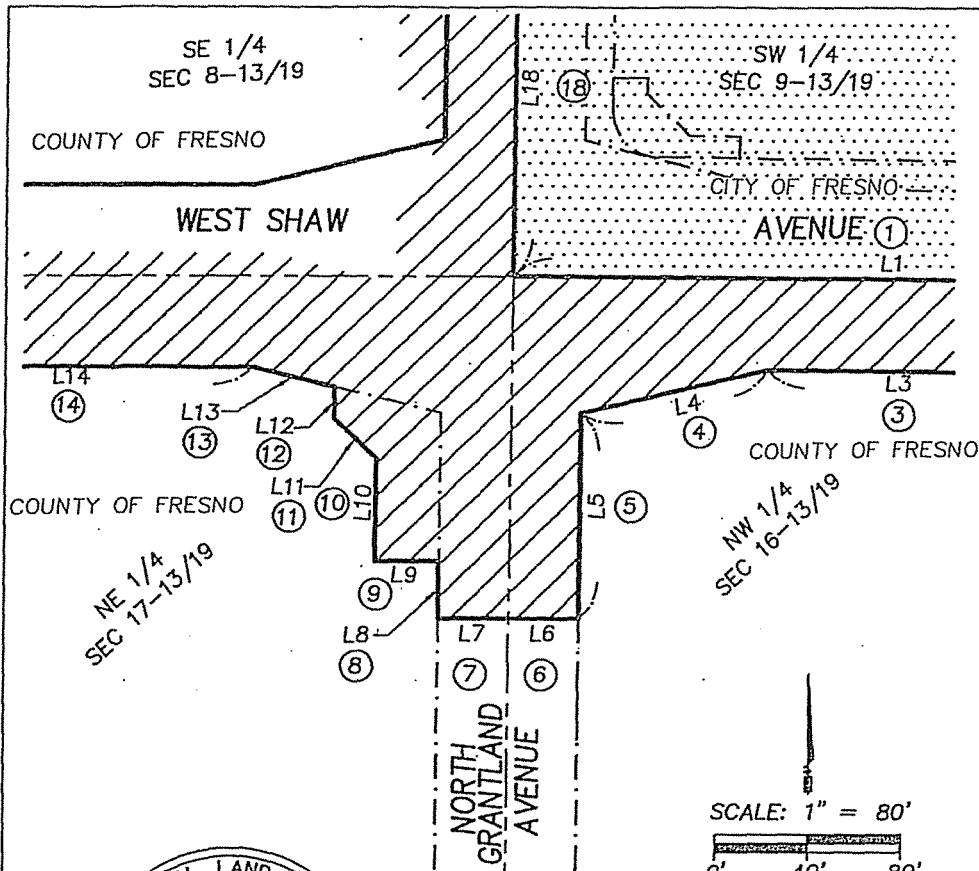 SE 1/4
SEC 8-13/19
COUNTY OF FRESNO
L18
18
SW 1/4
SEC 9-13/19
CITY OF FRESNO
WEST SHAW
AVENUE 1
L1
L14
14
L13
13
L12
12
L11
11
10
L10
L9
9
L8
8
L7
7
L6
6
L5
5
L4
4
L3
3
COUNTY OF FRESNO
COUNTY OF FRESNO
NE 1/4
SEC 17-13/19
NW 1/4
SEC 16-13/19
NORTH
GRANTLAND
AVENUE
SCALE: 1" = 80'
0' 40' 80'
LAND